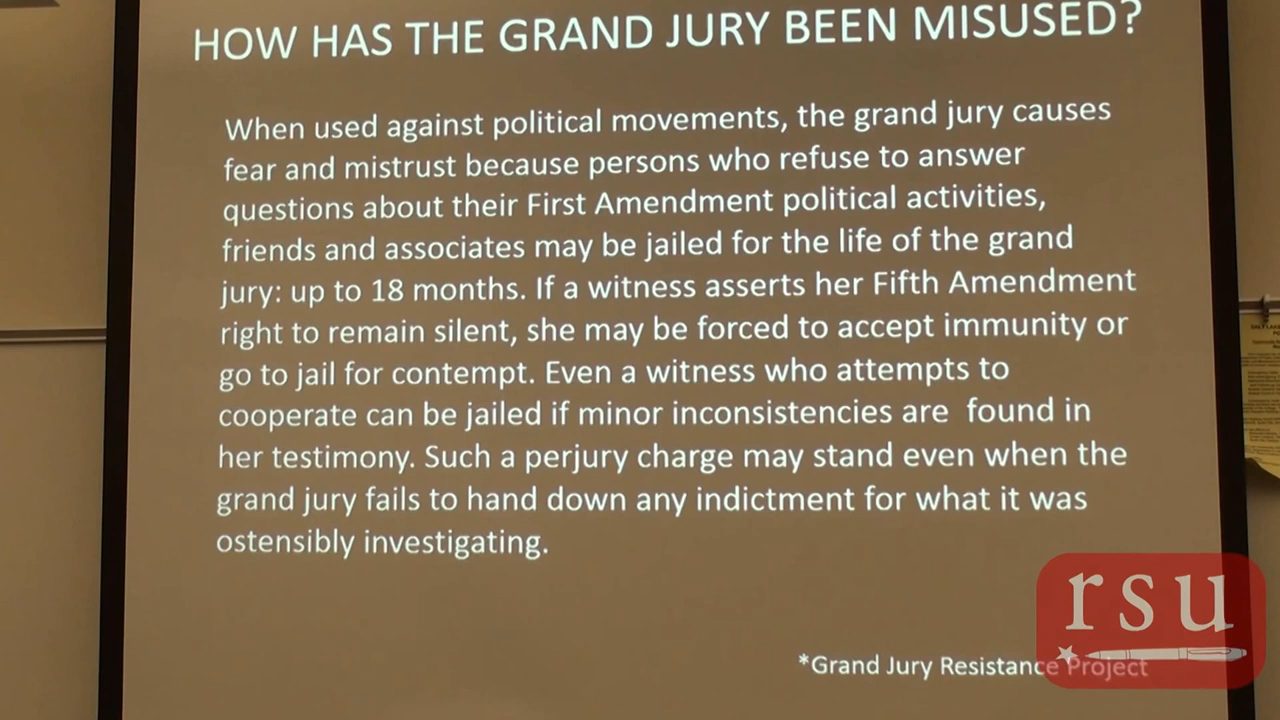 HOW HAS THE GRAND JURY BEEN MISUSED?
When used against political movements, the grand jury causes
fear and mistrust because persons who refuse to answer
questions about their First Amendment political activities,
friends and associates may be jailed for the life of the grand
jury: up to 18 months. If a witness asserts her Fifth Amendment
right to remain silent, she may be forced to accept immunity or
go to jail for contempt. Even a witness who attempts to
cooperate can be jailed if minor inconsistencies are found in
her testimony. Such a perjury charge may stand even when the
grand jury fails to hand down any indictment for what it was
ostensibly investigating.
rsu
*Grand Jury Resistance Project